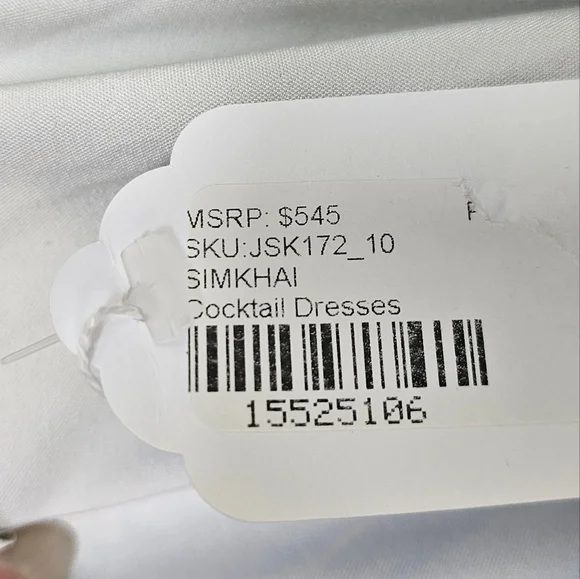 MSRP: $545
SKU:JSK172_10
SIMKHAI
Cocktail Dresses
15525106